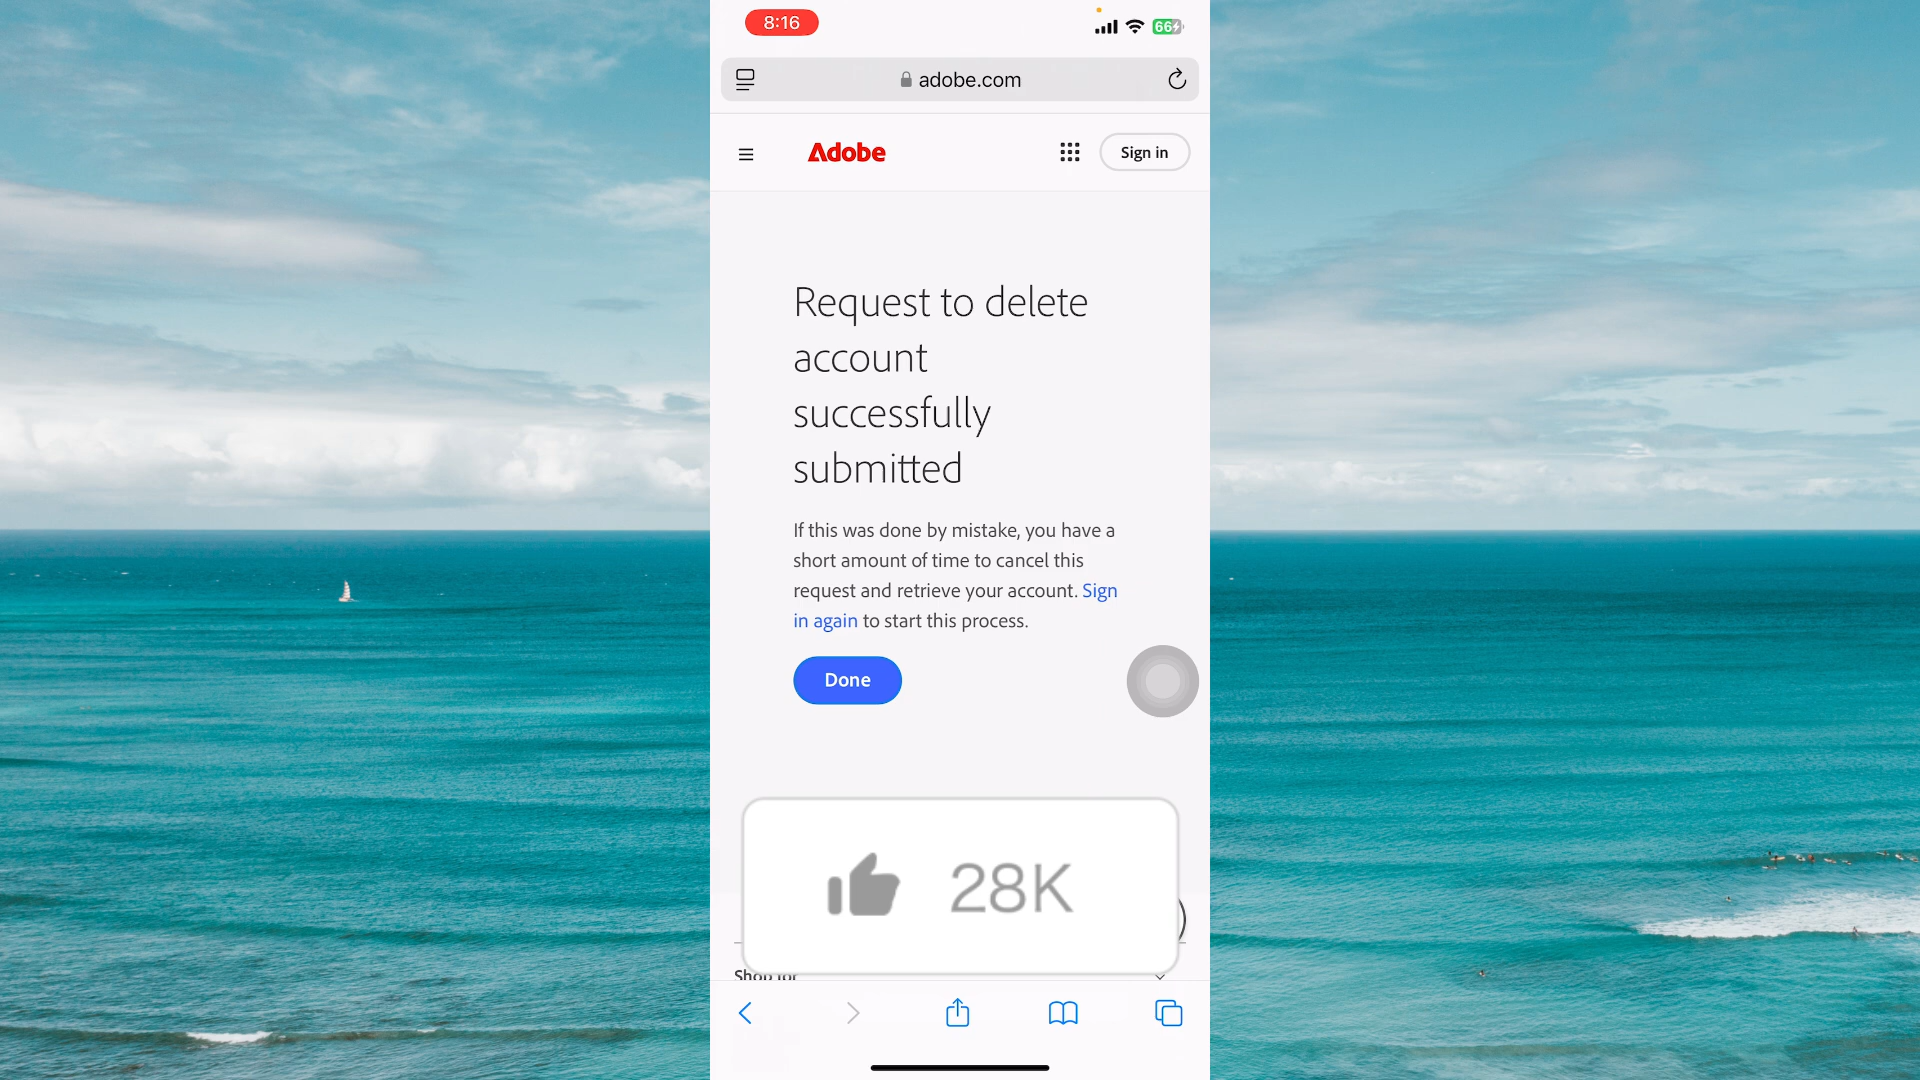 8:16
66
adobe.com
Adobe
Sign in
Request to delete
account
successfully
submitted
If this was done by mistake, you have a
short amount of time to cancel this
request and retrieve your account. Sign
in again to start this process.
Done
28K
Shop for